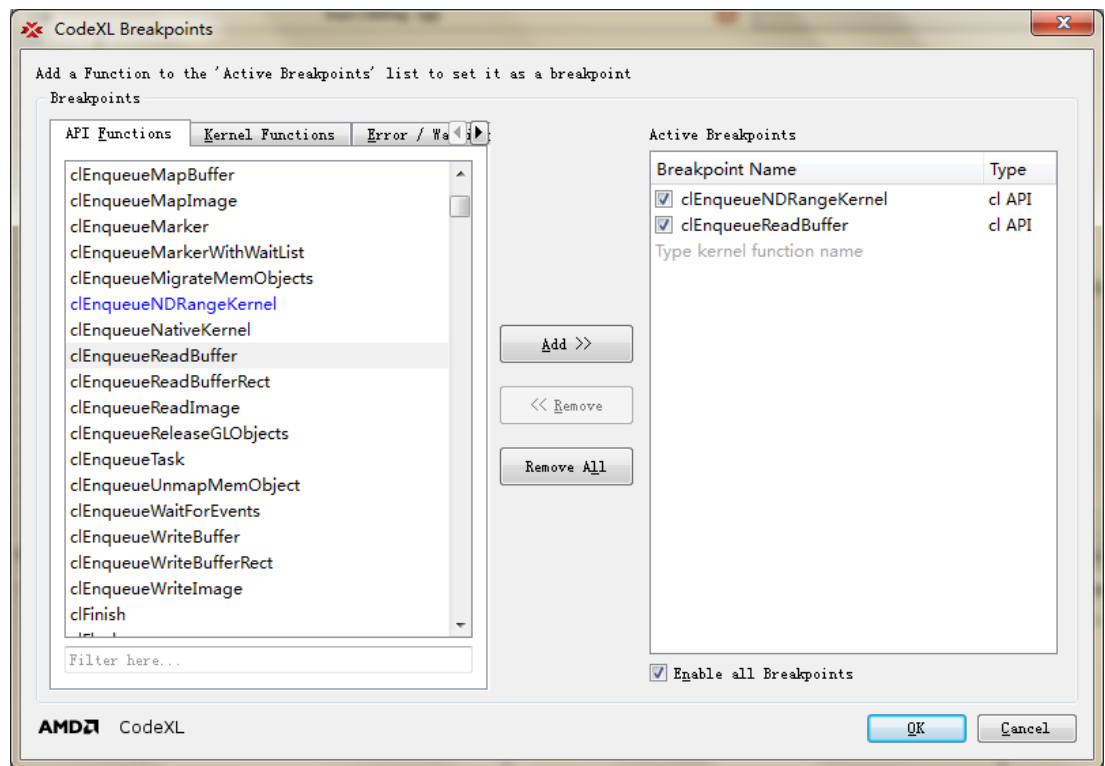 CodeXL Breakpoints
Add a Function to the 'Active Breakpoints' list to set it as a breakpoint
Breakpoints
API Functions
Kernel Functions
Error /
clEnqueueMapBuffer
clEnqueueMapImage
clEnqueueMarker
clEnqueueMarkerWithWaitList
clEnqueueMigrateMemObjects
clEnqueueNDRangeKernel
clEnqueueNativeKernel
clEnqueueReadBuffer
clEnqueueReadBufferRect
clEnqueueReadImage
clEnqueueReleaseGLObjects
clEnqueueTask
clEnqueueUnmapMemObject
clEnqueueWaitForEvents
clEnqueueWriteBuffer
clEnqueueWriteBufferRect
clEnqueueWriteImage
clFinish
Filter here...
Add >>
<< Remove
Remove All
Active Breakpoints
Breakpoint Name Type
clEnqueueNDRangeKernel cl API
clEnqueueReadBuffer cl API
Type kernel function name
Enable all Breakpoints
AMD CodeXL
OK
Cancel